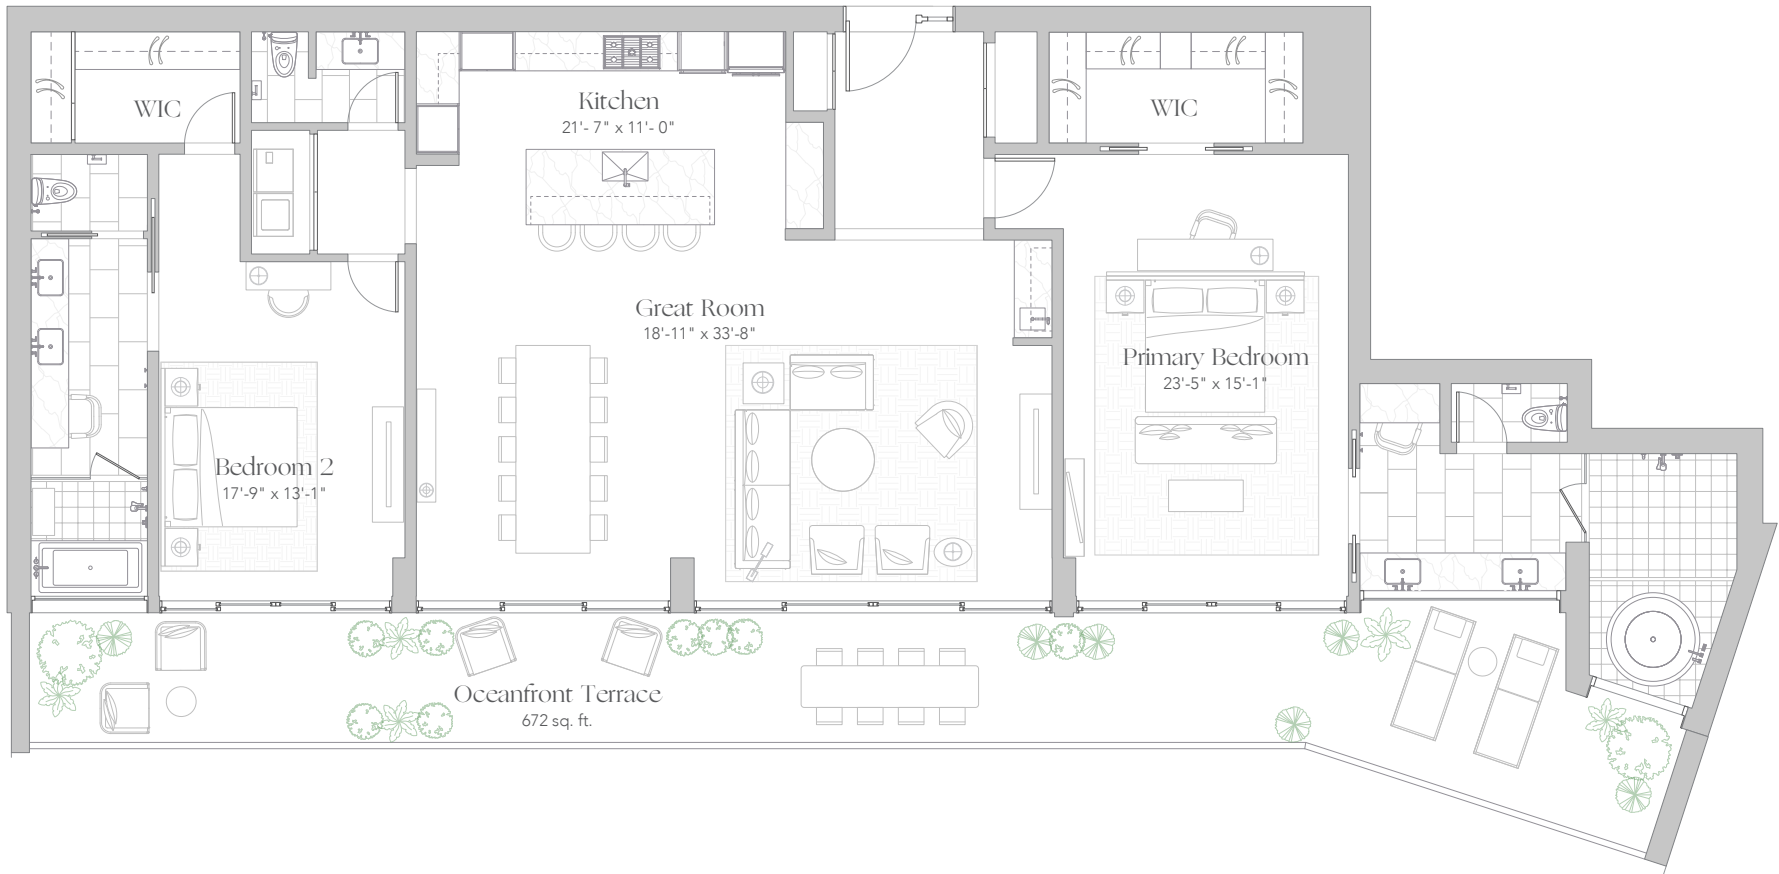 WIC
Kitchen
21'- 7" x 11'- 0"
WIC
Great Room
18'-11" x 33'-8"
Primary Bedroom
23'-5" x 15'-1"
Bedroom 2
17'-9" x 13'-1"
Oceanfront Terrace
672 sq. ft.